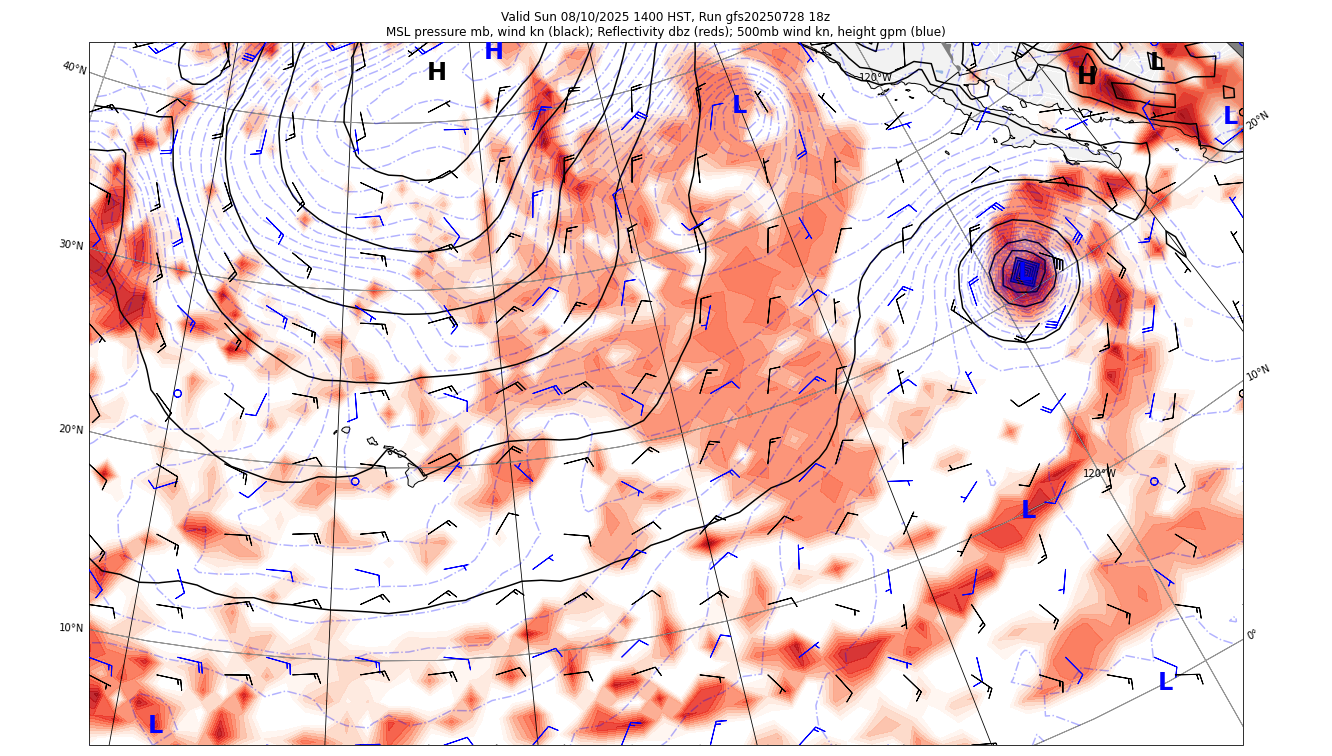 Valid Sun 08/10/2025 1400 HST, Run gfs20250728 18z
MSL pressure mb, wind kn (black); Reflectivity dbz (reds); 500mb wind kn, height gpm (blue)
H
H
L
H
L
L
L
L
L
L
40°N
30°N
20°N
10°N
120°W
20°N
10°N
120°W
0°